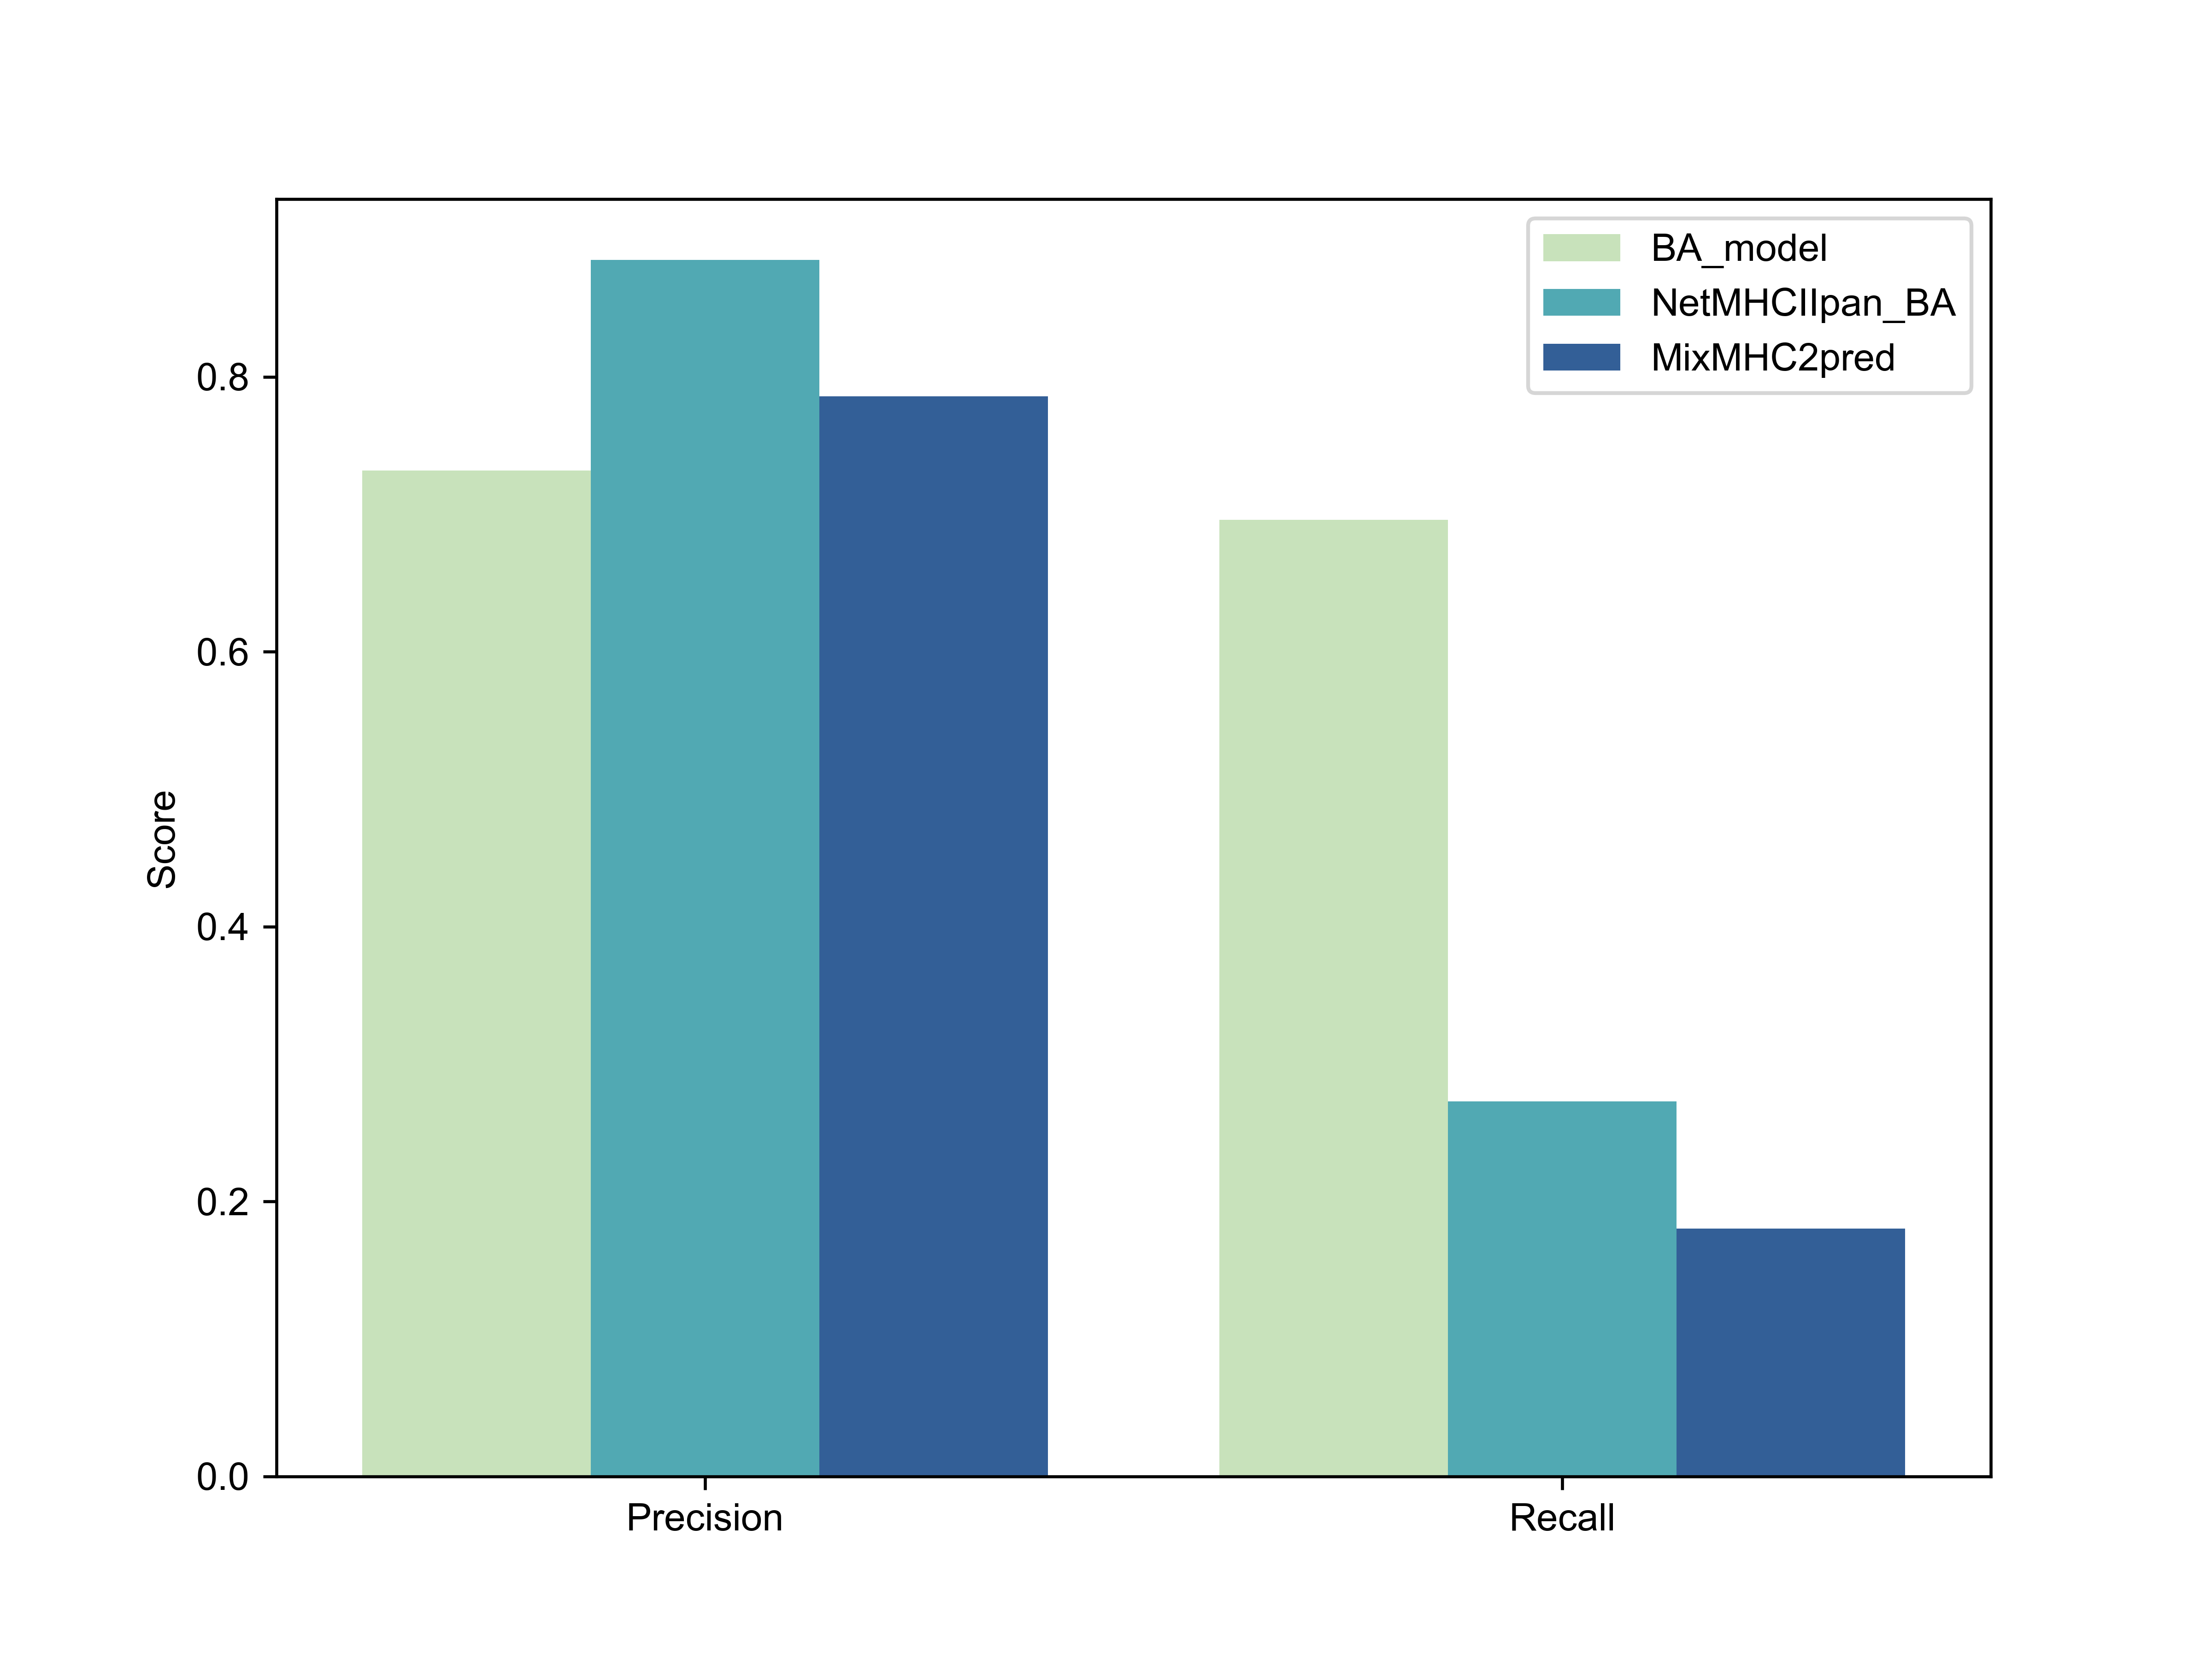 BA_model
NetMHCIIpan_BA
MixMHC2pred
0.8
0.6
0.4
0.2
0.0
Score
Precision
Recall